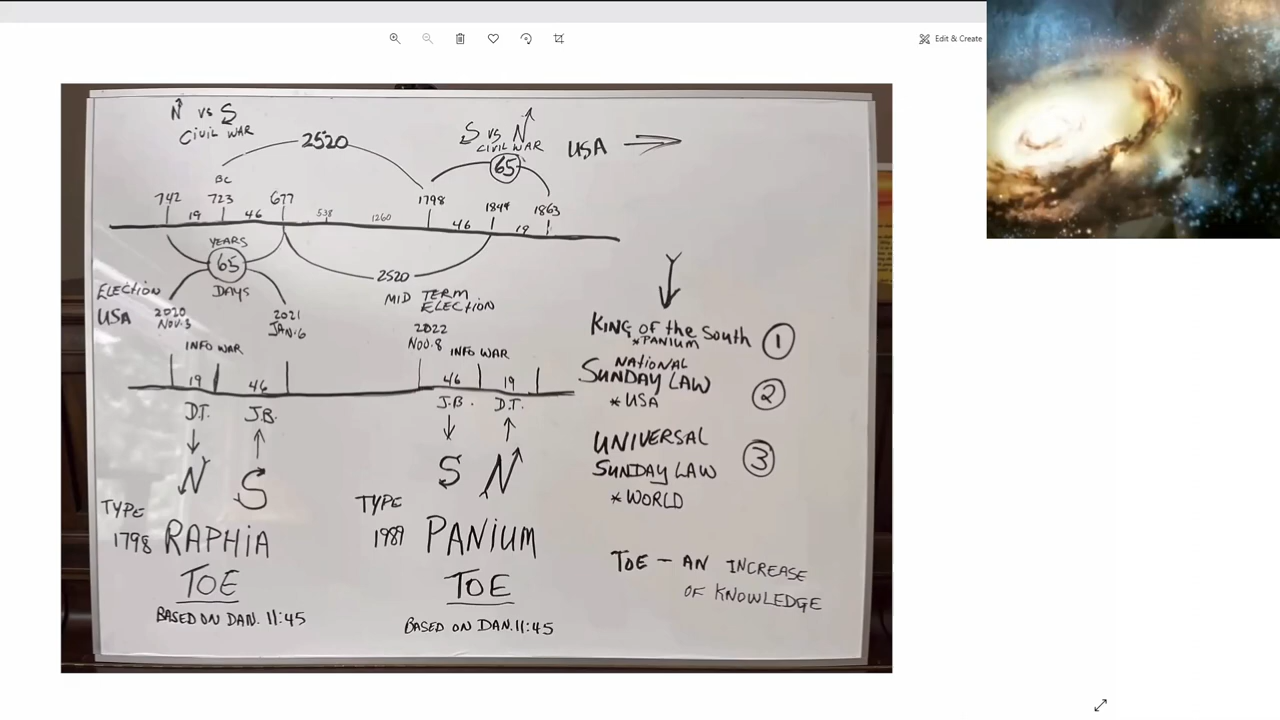 Edit & Create
N vs S
CIVIL WAR
2520
S vs N
CIVIL WAR
USA
65
BC
742
723
677
1798
1844
1863
19
46
538
1260
46
19
YEARS
65
DAYS
2520
ELECTION
USA
2020
NOV. 3
2021
JAN. 6
MID TERM
ELECTION
2022
NOV. 8
INFO WAR
INFO WAR
19
46
46
19
D.T.
J.B.
J.B.
D.T.
N
S
S
N
TYPE
1798
RAPHIA
TOE
BASED ON DAN. 11:45
TYPE
1989
PANIUM
TOE
BASED ON DAN. 11:45
KING of the South
*PANIUM
1
NATIONAL
SUNDAY LAW
* USA
2
UNIVERSAL
SUNDAY LAW
* WORLD
3
TOE - AN INCREASE
OF KNOWLEDGE